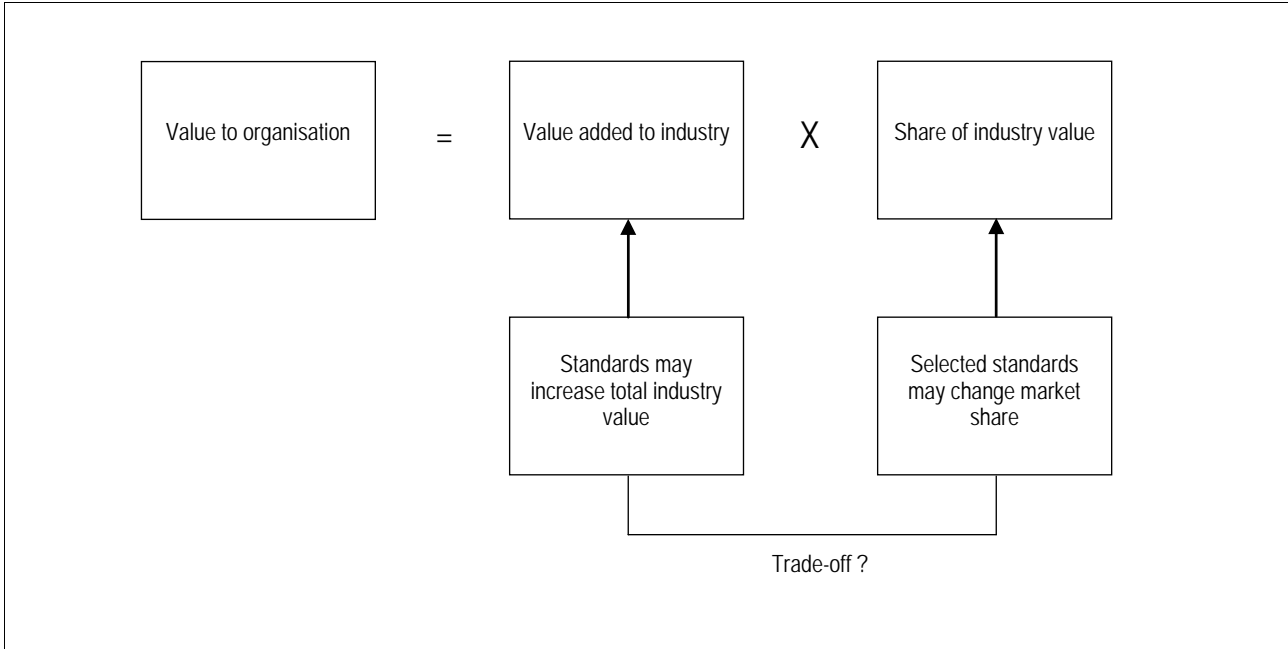 Value to organisation
=
Value added to industry
X
Share of industry value
Standards may
increase total industry
value
Selected standards
may change market
share
Trade-off ?